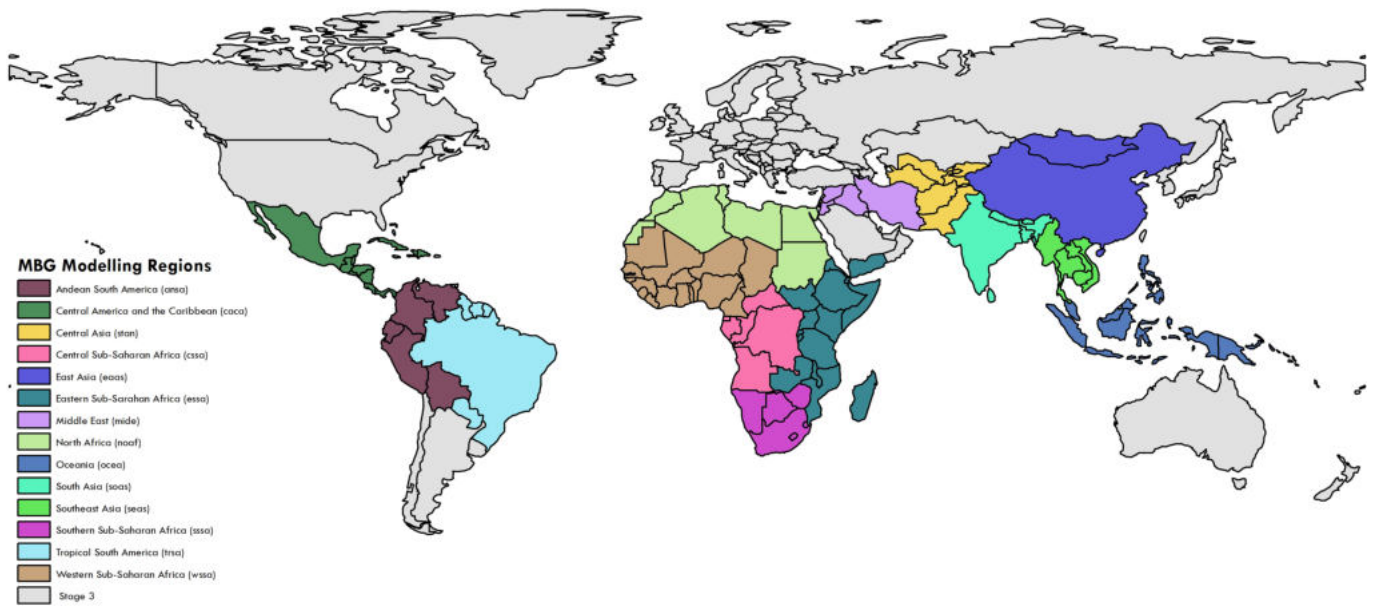 MBG Modelling Regions
Andean South America (ansa)
Central America and the Caribbean (caca)
Central Asia (stan)
Central Sub-Saharan Africa (cssa)
East Asia (eaas)
Eastern Sub-Sarahan Africa (essa)
Middle East (mide)
North Africa (noaf)
Oceania (ocea)
South Asia (soas)
Southeast Asia (seas)
Southern Sub-Saharan Africa (sssa)
Tropical South America (trsa)
Western Sub-Saharan Africa (wssa)
Stage 3